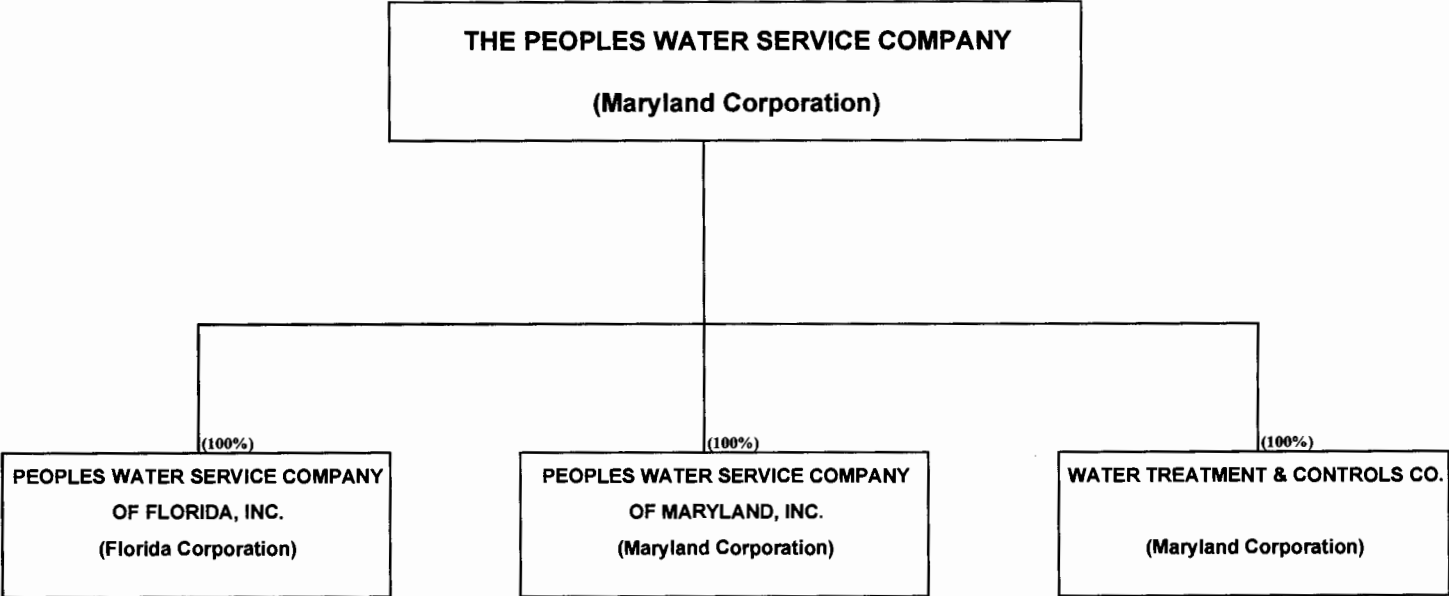 THE PEOPLES WATER SERVICE COMPANY
(Maryland Corporation)
(100%)
PEOPLES WATER SERVICE COMPANY
OF FLORIDA, INC.
(Florida Corporation)
(100%)
PEOPLES WATER SERVICE COMPANY
OF MARYLAND, INC.
(Maryland Corporation)
(100%)
WATER TREATMENT & CONTROLS CO.
(Maryland Corporation)